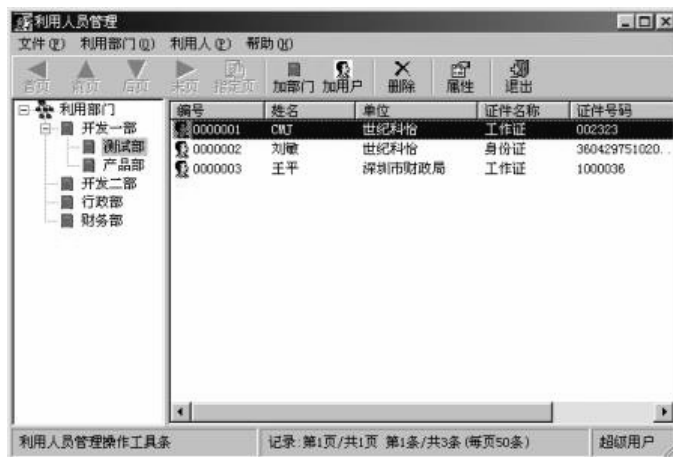 利用人员管理
文件(F) 利用部门(D) 利用人(P) 帮助(H)
首页 前页 后页 末页 指定页 加部门 加用户 删除 属性 退出
利用部门
开发一部
测试部
产品部
开发二部
行政部
财务部
编号 姓名 单位 证件名称 证件号码
0000001 CWJ 世纪科怡 工作证 002323
0000002 刘敏 世纪科怡 身份证 360429751020...
0000003 王平 深圳市财政局 工作证 1000036
利用人员管理操作工具条 记录:第1页/共1页 第1条/共3条(每页50条) 超级用户